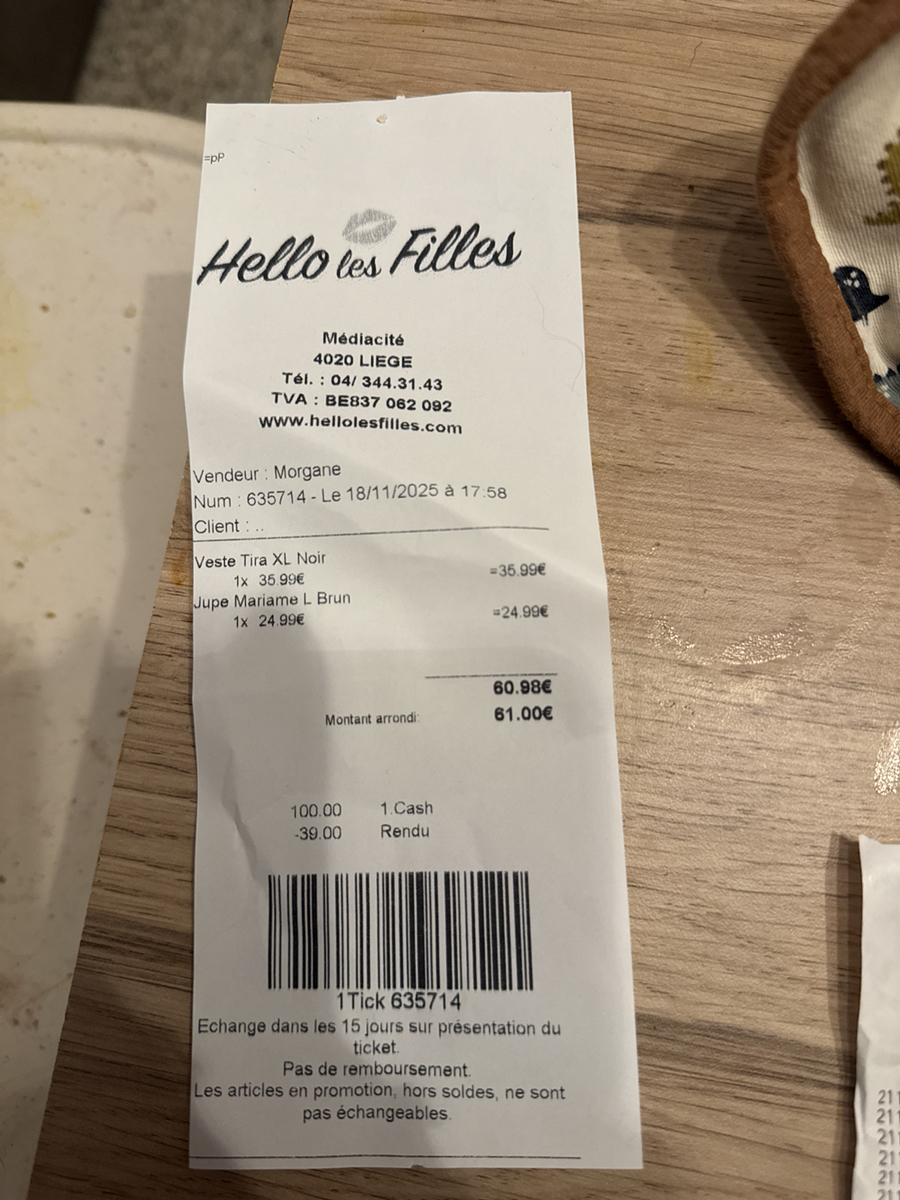 =pP
Hello les Filles
Médiacité
4020 LIEGE
Tél. : 04/ 344.31.43
TVA : BE837 062 092
www.hellolesfilles.com
Vendeur : Morgane
Num : 635714 - Le 18/11/2025 à 17:58
Client : ..
Veste Tira XL Noir
1x 35.99€ =35.99€
Jupe Mariame L Brun
1x 24.99€ =24.99€
60.98€
Montant arrondi: 61.00€
100.00 1.Cash
-39.00 Rendu
1Tick 635714
Echange dans les 15 jours sur présentation du
ticket.
Pas de remboursement.
Les articles en promotion, hors soldes, ne sont
pas échangeables.